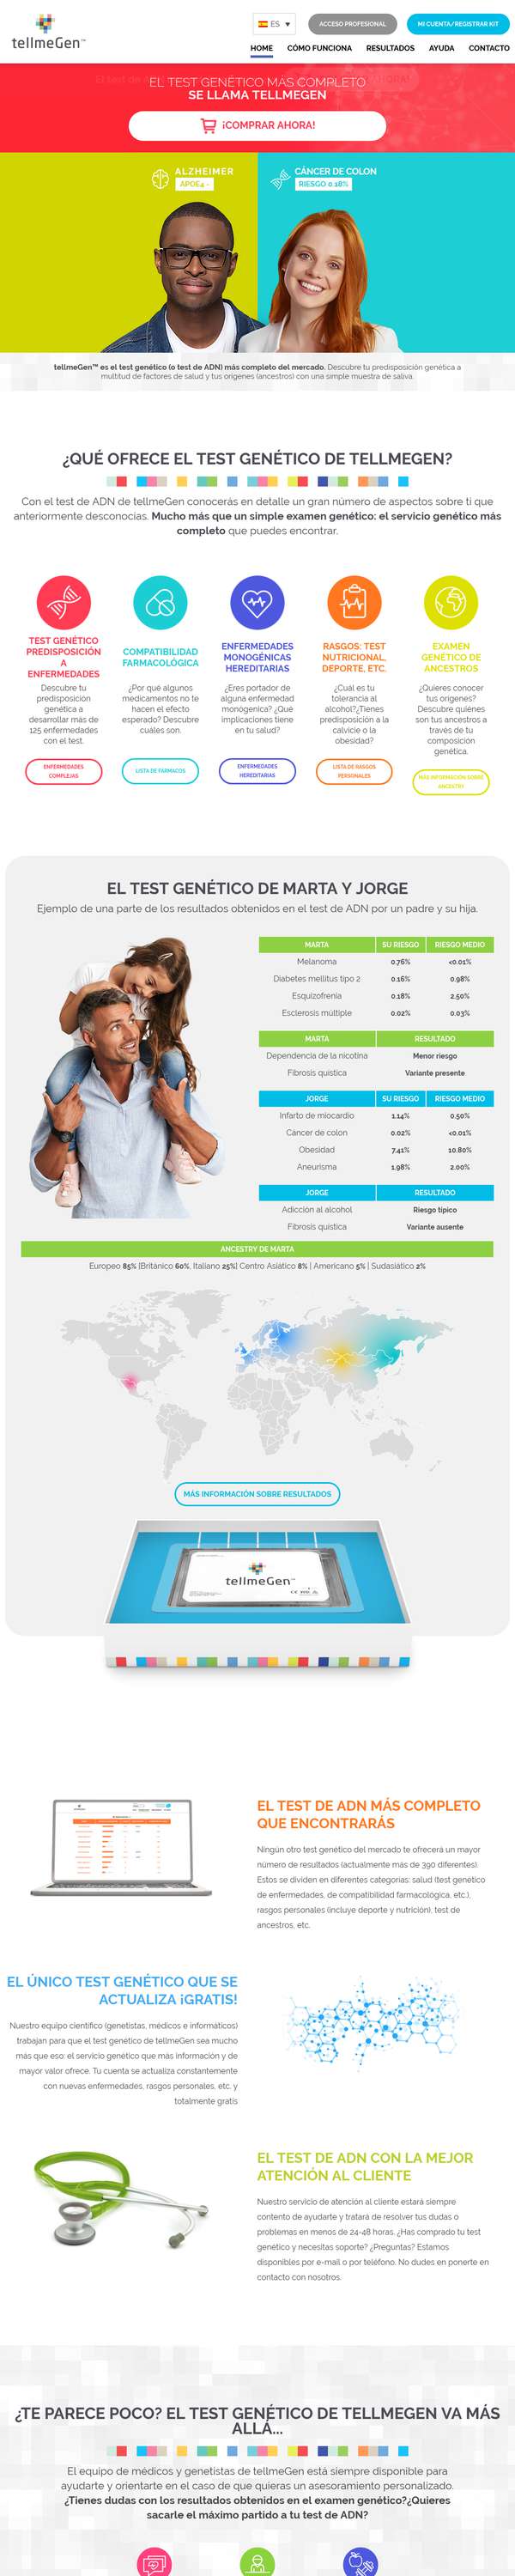 tellmeGen™
ES
ACCESO PROFESIONAL
MI CUENTA/REGISTRAR KIT
HOME CÓMO FUNCIONA RESULTADOS AYUDA CONTACTO
EL TEST GENÉTICO MÁS COMPLETO
SE LLAMA TELLMEGEN
¡COMPRAR AHORA!
ALZHEIMER
APOE4 -
CÁNCER DE COLON
RIESGO 0.18%
tellmeGen™ es el test genético (o test de ADN) más completo del mercado. Descubre tu predisposición genética a
multitud de factores de salud y tus orígenes (ancestros) con una simple muestra de saliva.
¿QUÉ OFRECE EL TEST GENÉTICO DE TELLMEGEN?
Con el test de ADN de tellmeGen conocerás en detalle un gran número de aspectos sobre ti que
anteriormente desconocías. Mucho más que un simple examen genético: el servicio genético más
completo que puedes encontrar.
TEST GENÉTICO
PREDISPOSICIÓN
A
ENFERMEDADES
Descubre tu
predisposición
genética a
desarrollar más de
125 enfermedades
con el test.
ENFERMEDADES
COMPLEJAS
COMPATIBILIDAD
FARMACOLÓGICA
¿Por qué algunos
medicamentos no te
hacen el efecto
esperado? Descubre
cuáles son.
LISTA DE FÁRMACOS
ENFERMEDADES
MONOGÉNICAS
HEREDITARIAS
¿Eres portador de
alguna enfermedad
monogénica? ¿Qué
implicaciones tiene
en tu salud?
ENFERMEDADES
HEREDITARIAS
RASGOS: TEST
NUTRICIONAL,
DEPORTE, ETC.
¿Cuál es tu
tolerancia al
alcohol?¿Tienes
predisposición a la
calvicie o la
obesidad?
LISTA DE RASGOS
PERSONALES
EXAMEN
GENÉTICO DE
ANCESTROS
¿Quieres conocer
tus orígenes?
Descubre quiénes
son tus ancestros a
través de tu
composición
genética.
MÁS INFORMACIÓN SOBRE
ANCESTRY
EL TEST GENÉTICO DE MARTA Y JORGE
Ejemplo de una parte de los resultados obtenidos en el test de ADN por un padre y su hija.
MARTA SU RIESGO RIESGO MEDIO
Melanoma 0.76% <0.01%
Diabetes mellitus tipo 2 0.16% 0.98%
Esquizofrenia 0.18% 2.50%
Esclerosis múltiple 0.02% 0.03%
MARTA RESULTADO
Dependencia de la nicotina Menor riesgo
Fibrosis quística Variante presente
JORGE SU RIESGO RIESGO MEDIO
Infarto de miocardio 1.14% 0.50%
Cáncer de colon 0.02% <0.01%
Obesidad 7.41% 10.80%
Aneurisma 1.98% 2.00%
JORGE RESULTADO
Adicción al alcohol Riesgo típico
Fibrosis quística Variante ausente
ANCESTRY DE MARTA
Europeo 85% [Británico 60%, Italiano 25%]| Centro Asiático 8% | Americano 5% | Sudasiático 2%
MÁS INFORMACIÓN SOBRE RESULTADOS
tellmeGen™
EL TEST DE ADN MÁS COMPLETO
QUE ENCONTRARÁS
Ningún otro test genético del mercado te ofrecerá un mayor
número de resultados (actualmente más de 390 diferentes).
Estos se dividen en diferentes categorías: salud (test genético
de enfermedades, de compatibilidad farmacológica, etc.),
rasgos personales (incluye deporte y nutrición), test de
ancestros, etc.
EL ÚNICO TEST GENÉTICO QUE SE
ACTUALIZA ¡GRATIS!
Nuestro equipo científico (genetistas, médicos e informáticos)
trabajan para que el test genético de tellmeGen sea mucho
más que eso: el servicio genético que más información y de
mayor valor ofrece. Tu cuenta se actualiza constantemente
con nuevas enfermedades, rasgos personales, etc. y
totalmente gratis
EL TEST DE ADN CON LA MEJOR
ATENCIÓN AL CLIENTE
Nuestro servicio de atención al cliente estará siempre
contento de ayudarte y tratará de resolver tus dudas o
problemas en menos de 24-48 horas. ¿Has comprado tu test
genético y necesitas soporte? ¿Preguntas? Estamos
disponibles por e-mail o por teléfono. No dudes en ponerte en
contacto con nosotros.
¿TE PARECE POCO? EL TEST GENÉTICO DE TELLMEGEN VA MÁS
ALLÁ...
El equipo de médicos y genetistas de tellmeGen está siempre disponible para
ayudarte y orientarte en el caso de que quieras un asesoramiento personalizado.
¿Tienes dudas con los resultados obtenidos en el examen genético?¿Quieres
sacarle el máximo partido a tu test de ADN?